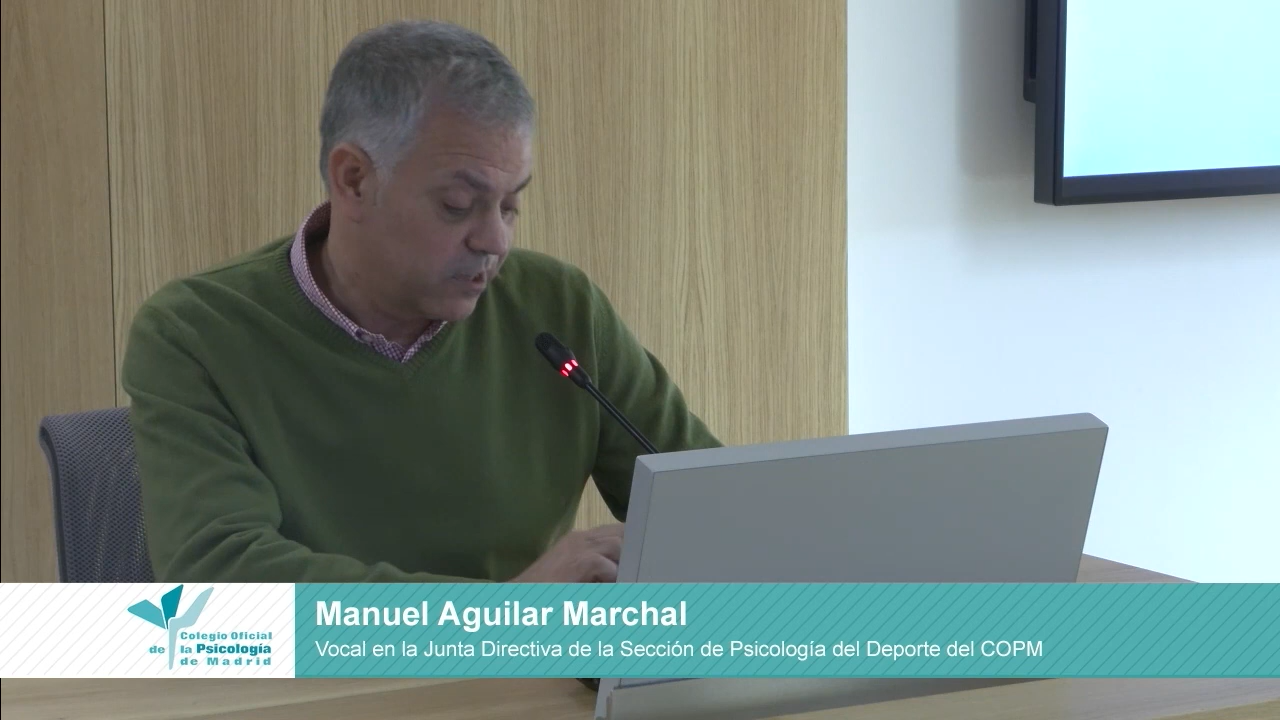 Colegio Oficial
de la Psicología
de Madrid
Manuel Aguilar Marchal
Vocal en la Junta Directiva de la Sección de Psicología del Deporte del COPM